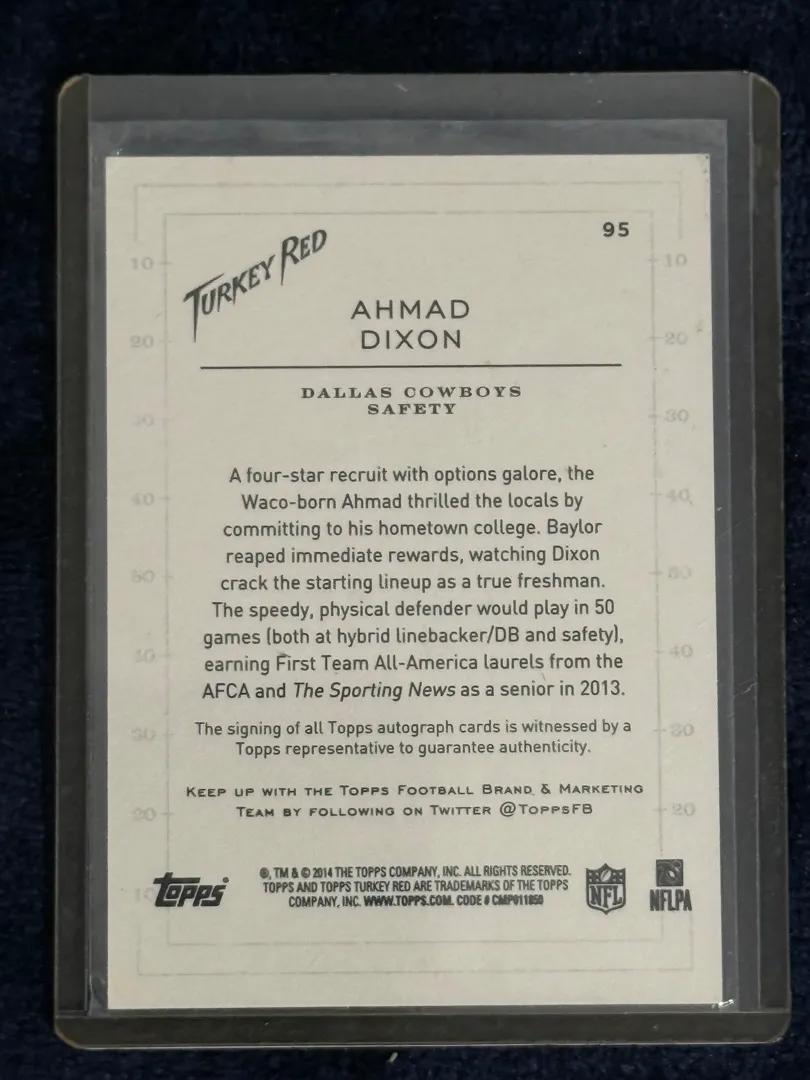 95
TURKEY RED
10 10
AHMAD
DIXON
20 20
DALLAS COWBOYS
SAFETY
30 30
A four-star recruit with options galore, the
Waco-born Ahmad thrilled the locals by
40 40
committing to his hometown college. Baylor
reaped immediate rewards, watching Dixon
50 50
crack the starting lineup as a true freshman.
The speedy, physical defender would play in 50
games (both at hybrid linebacker/DB and safety),
40 40
earning First Team All-America laurels from the
AFCA and The Sporting News as a senior in 2013.
30 30
The signing of all Topps autograph cards is witnessed by a
Topps representative to guarantee authenticity.
KEEP UP WITH THE TOPPS FOOTBALL BRAND & MARKETING
20 20
TEAM BY FOLLOWING ON TWITTER @TOPPSFB
10
topps
®, TM & © 2014 THE TOPPS COMPANY, INC. ALL RIGHTS RESERVED.
TOPPS AND TOPPS TURKEY RED ARE TRADEMARKS OF THE TOPPS
COMPANY, INC. WWW.TOPPS.COM. CODE # CMP011850
NFL
NFLPA